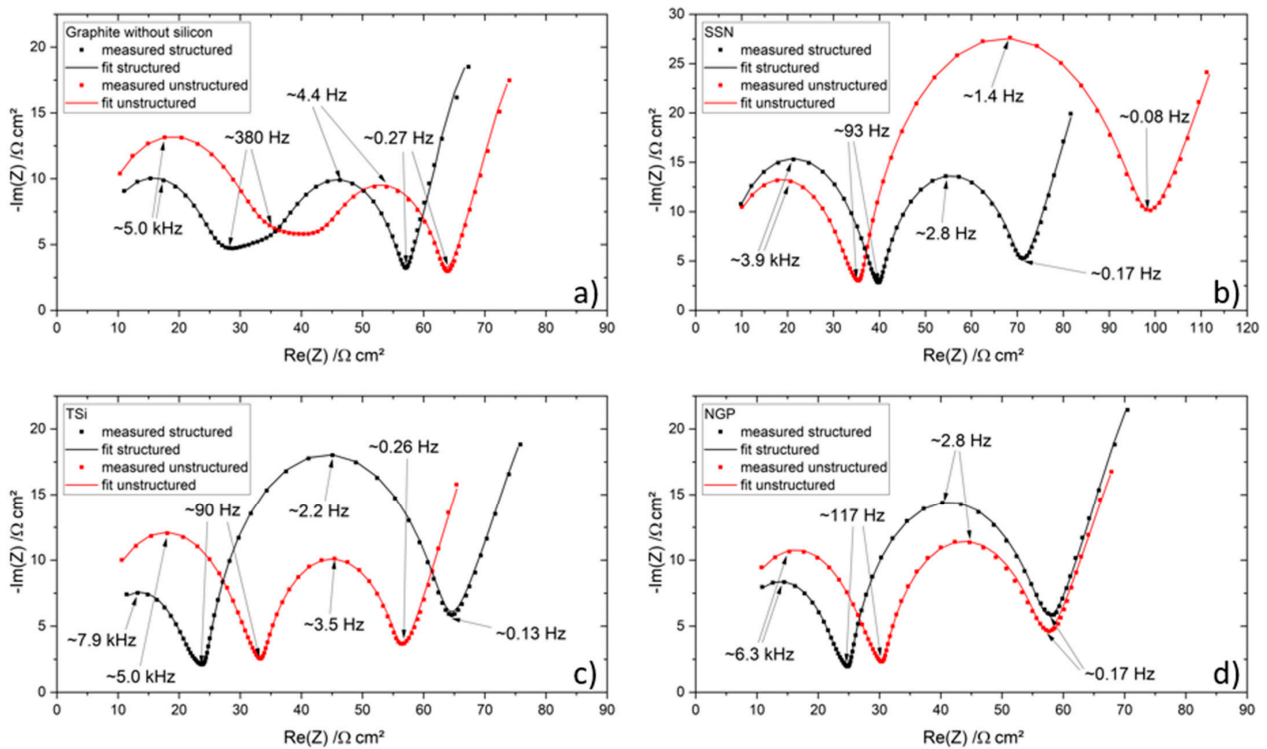 Graphite without silicon
measured structured
fit structured
measured unstructured
fit unstructured
~4.4 Hz
~380 Hz
~0.27 Hz
~5.0 kHz
a)
-Im(Z) /Ω cm²
0
5
10
15
20
0 10 20 30 40 50 60 70 80 90
Re(Z) /Ω cm²
SSN
measured structured
fit structured
measured unstructured
fit unstructured
~1.4 Hz
~93 Hz
~0.08 Hz
~3.9 kHz
~2.8 Hz
~0.17 Hz
b)
-Im(Z) /Ω cm²
0
5
10
15
20
25
30
0 10 20 30 40 50 60 70 80 90 100 110 120
Re(Z) /Ω cm²
TSi
measured structured
fit structured
measured unstructured
fit unstructured
~0.26 Hz
~90 Hz
~2.2 Hz
~7.9 kHz
~3.5 Hz
~0.13 Hz
~5.0 kHz
c)
-Im(Z) /Ω cm²
0
5
10
15
20
0 10 20 30 40 50 60 70 80 90
Re(Z) /Ω cm²
NGP
measured structured
fit structured
measured unstructured
fit unstructured
~2.8 Hz
~117 Hz
~6.3 kHz
~0.17 Hz
d)
-Im(Z) /Ω cm²
0
5
10
15
20
0 10 20 30 40 50 60 70 80 90
Re(Z) /Ω cm²